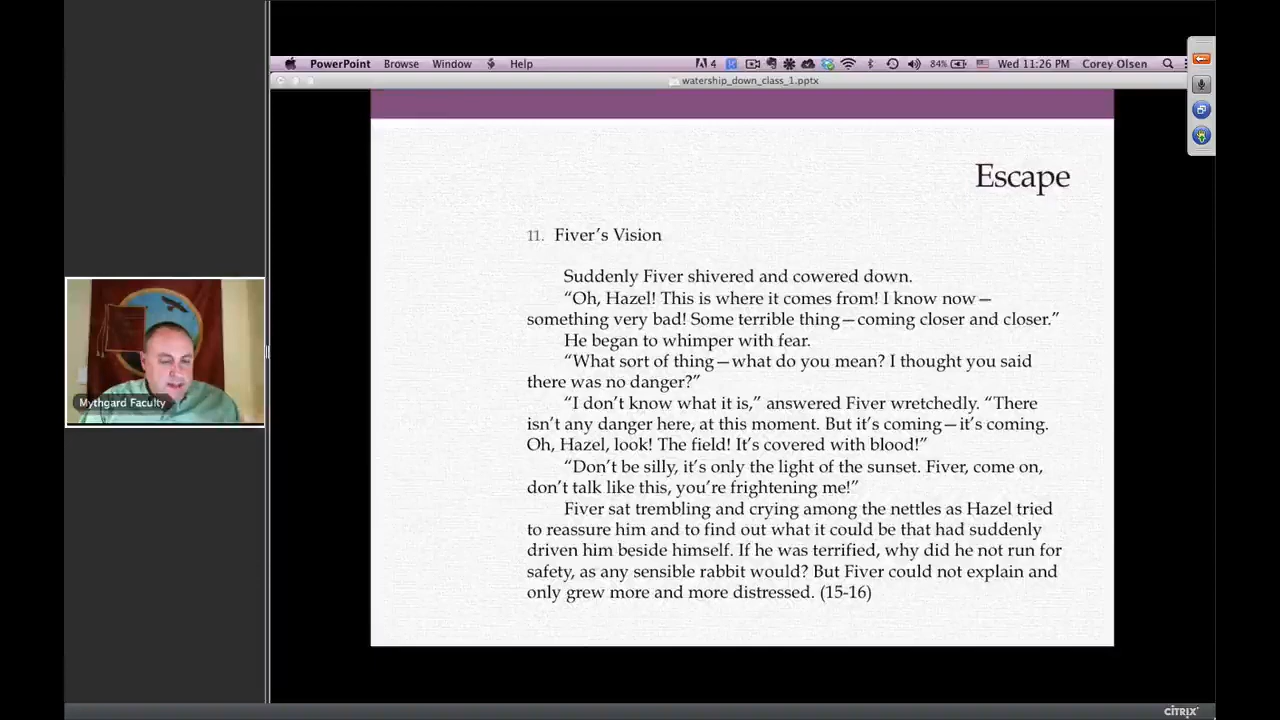 PowerPoint Browse Window Help 4 84% Wed 11:26 PM Corey Olsen
watership_down_class_1.pptx
Escape
11. Fiver’s Vision
Suddenly Fiver shivered and cowered down.
“Oh, Hazel! This is where it comes from! I know now—
something very bad! Some terrible thing—coming closer and closer.”
He began to whimper with fear.
“What sort of thing—what do you mean? I thought you said
there was no danger?”
“I don’t know what it is,” answered Fiver wretchedly. “There
isn’t any danger here, at this moment. But it’s coming—it’s coming.
Oh, Hazel, look! The field! It’s covered with blood!”
“Don’t be silly, it’s only the light of the sunset. Fiver, come on,
don’t talk like this, you’re frightening me!”
Fiver sat trembling and crying among the nettles as Hazel tried
to reassure him and to find out what it could be that had suddenly
driven him beside himself. If he was terrified, why did he not run for
safety, as any sensible rabbit would? But Fiver could not explain and
only grew more and more distressed. (15-16)
Mythgard Faculty
CITRIX